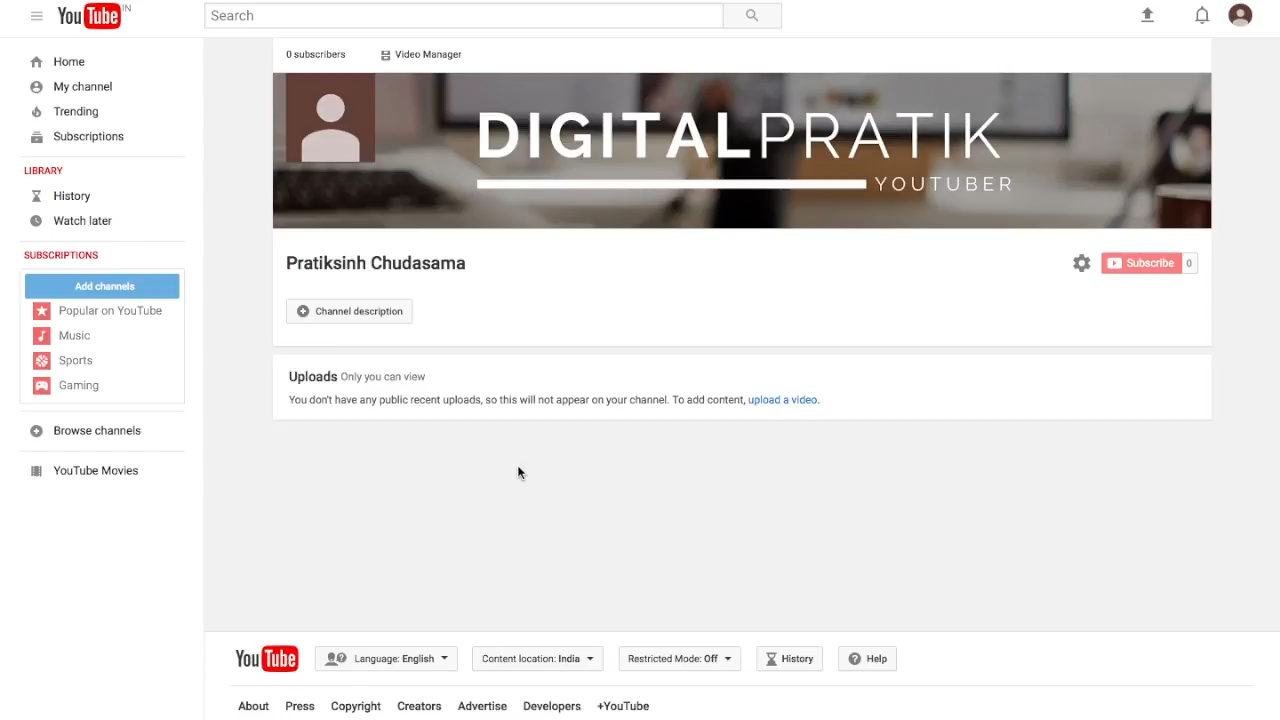 YouTube IN
Search
Home
My channel
Trending
Subscriptions
LIBRARY
History
Watch later
SUBSCRIPTIONS
Add channels
Popular on YouTube
Music
Sports
Gaming
Browse channels
YouTube Movies
0 subscribers Video Manager
DIGITALPRATIK
YOUTUBER
Pratiksinh Chudasama
Subscribe 0
Channel description
Uploads Only you can view
You don't have any public recent uploads, so this will not appear on your channel. To add content, upload a video.
YouTube Language: English Content location: India Restricted Mode: Off History Help
About Press Copyright Creators Advertise Developers +YouTube